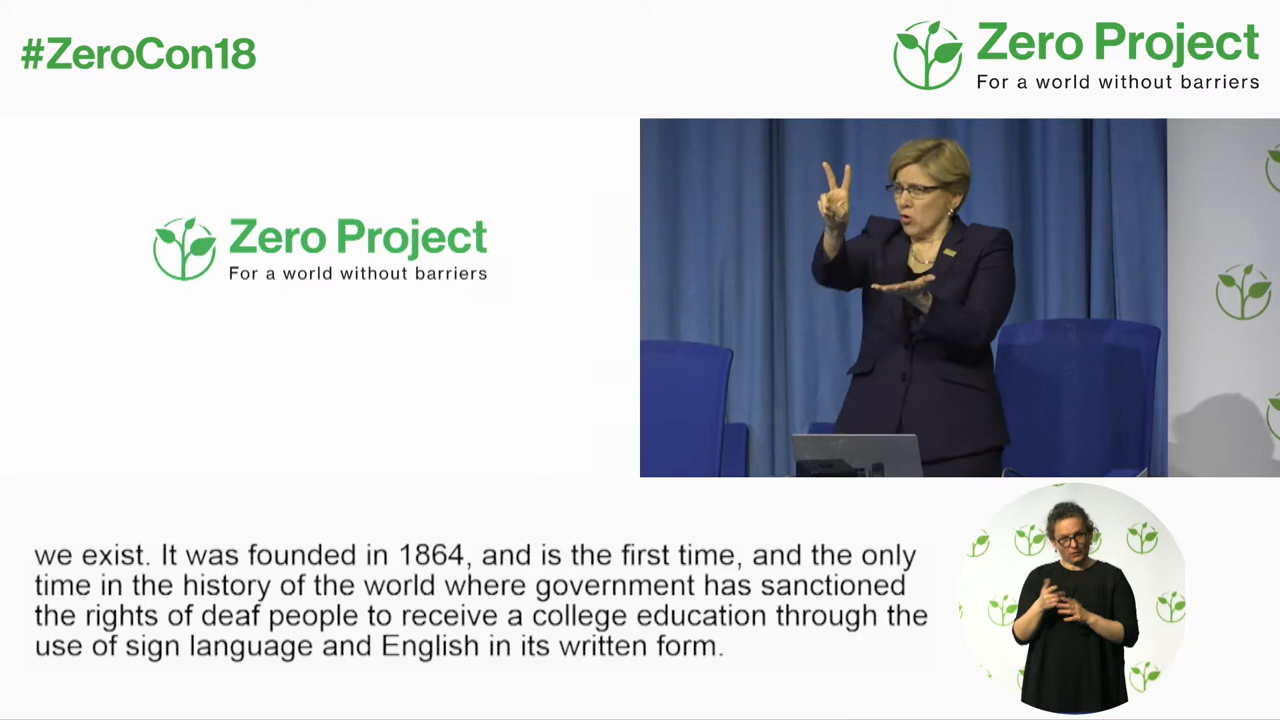 #ZeroCon18
Zero Project
For a world without barriers
Zero Project
For a world without barriers
we exist. It was founded in 1864, and is the first time, and the only
time in the history of the world where government has sanctioned
the rights of deaf people to receive a college education through the
use of sign language and English in its written form.